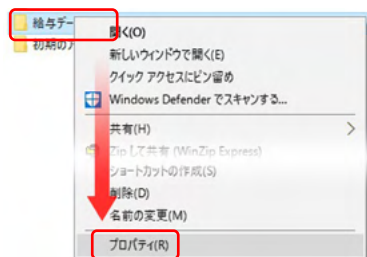 給与デー
初期のフ
開く(O)
新しいウィンドウで開く(E)
クイック アクセスにピン留め
Windows Defender でスキャンする...
共有(H)
Zip して共有 (WinZip Express)
ショートカットの作成(S)
削除(D)
名前の変更(M)
プロパティ(R)